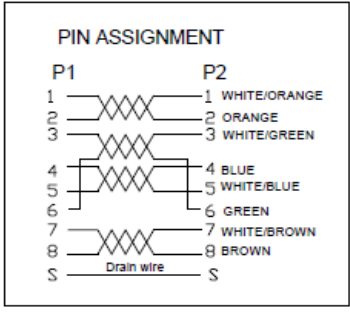 PIN ASSIGNMENT
P1 P2
1 1 WHITE/ORANGE
2 2 ORANGE
3 3 WHITE/GREEN
4 4 BLUE
5 5 WHITE/BLUE
6 6 GREEN
7 7 WHITE/BROWN
8 8 BROWN
S Drain wire S